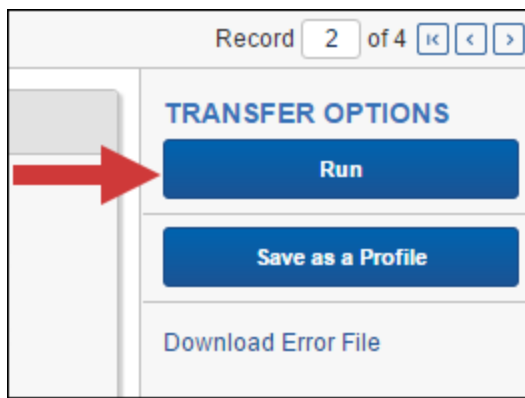 Record 2 of 4
TRANSFER OPTIONS
Run
Save as a Profile
Download Error File